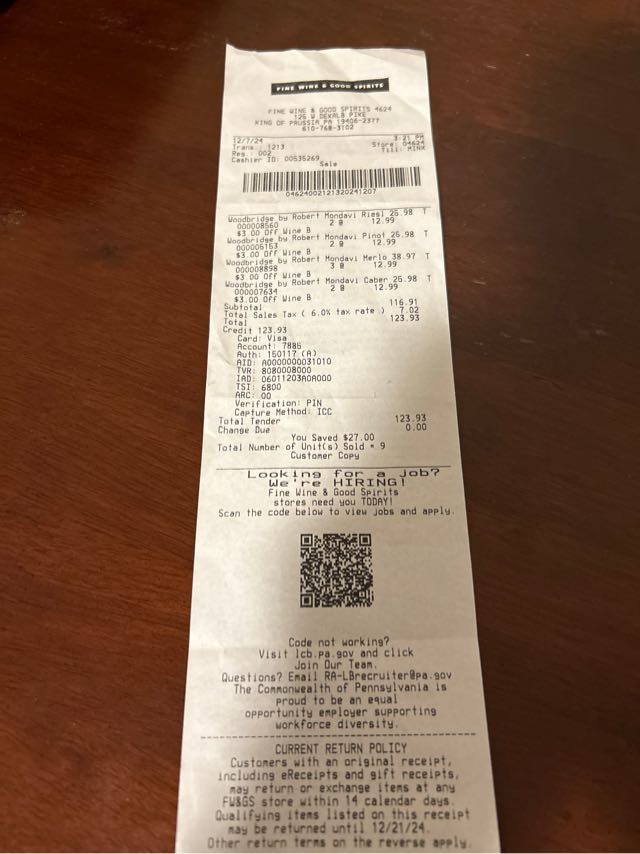 FINE WINE & GOOD SPIRITS
FINE WINE & GOOD SPIRITS 4624
125 W DEKALB PIKE
KING OF PRUSSIA PA 19406-2377
610-768-3102
12/7/24 3:21 PM
Trans.: 1213 Store: 04624
Reg.: 002 Till: MINX
Cashier ID: 00535269
Sale
04624002121320241207
Woodbridge by Robert Mondavi Riesl 25.98 T
000008560 2 @ 12.99
$3.00 Off Wine B
Woodbridge by Robert Mondavi Pinot 25.98 T
000005153 2 @ 12.99
$3.00 Off Wine B
Woodbridge by Robert Mondavi Merlo 38.97 T
000008898 3 @ 12.99
$3.00 Off Wine B
Woodbridge by Robert Mondavi Caber 25.98 T
000007634 2 @ 12.99
$3.00 Off Wine B
Subtotal 116.91
Total Sales Tax ( 6.0% tax rate ) 7.02
Total 123.93
Credit 123.93
Card: Visa
Account: 7885
Auth: 150117 (A)
AID: A0000000031010
TVR: 8080008000
IAD: 06011203A0A000
TSI: 6800
ARC: 00
Verification: PIN
Capture Method: ICC
Total Tender 123.93
Change Due 0.00
You Saved $27.00
Total Number of Unit(s) Sold = 9
Customer Copy
Looking for a job?
We're HIRING!
Fine Wine & Good Spirits
stores need you TODAY!
Scan the code below to view jobs and apply.
Code not working?
Visit lcb.pa.gov and click
Join Our Team.
Questions? Email RA-LBrecruiter@pa.gov
The Commonwealth of Pennsylvania is
proud to be an equal
opportunity employer supporting
workforce diversity.
CURRENT RETURN POLICY
Customers with an original receipt,
including eReceipts and gift receipts,
may return or exchange items at any
FW&GS store within 14 calendar days.
Qualifying items listed on this receipt
may be returned until 12/21/24.
Other return terms on the reverse apply.